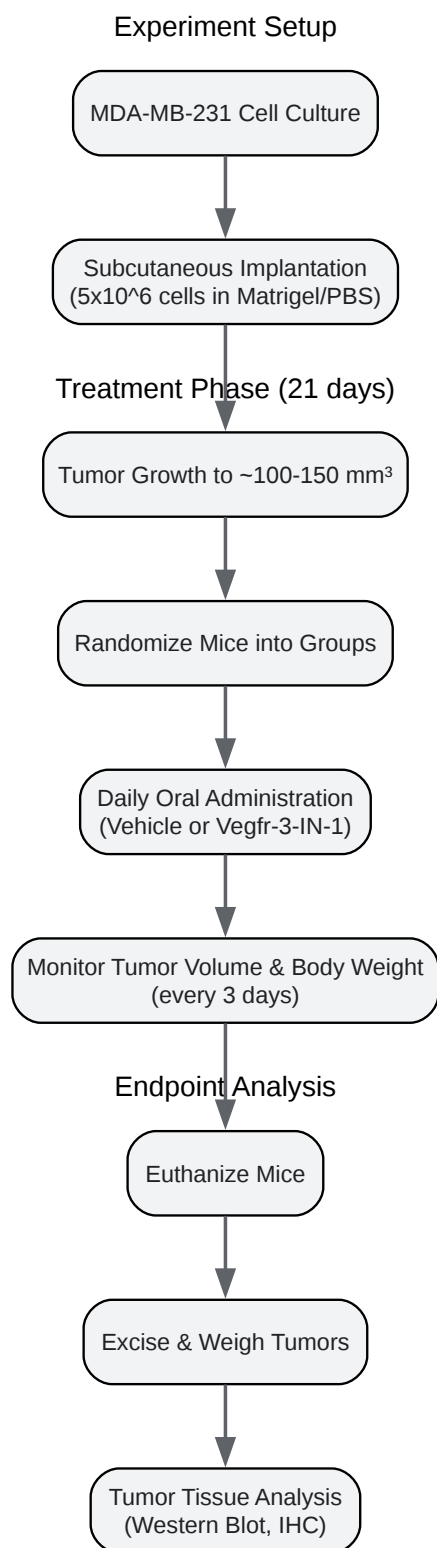 Experiment Setup
MDA-MB-231 Cell Culture
Subcutaneous Implantation
(5x10^6 cells in Matrigel/PBS)
Treatment Phase (21 days)
Tumor Growth to ~100-150 mm³
Randomize Mice into Groups
Daily Oral Administration
(Vehicle or Vegfr-3-IN-1)
Monitor Tumor Volume & Body Weight
(every 3 days)
Endpoint Analysis
Euthanize Mice
Excise & Weigh Tumors
Tumor Tissue Analysis
(Western Blot, IHC)